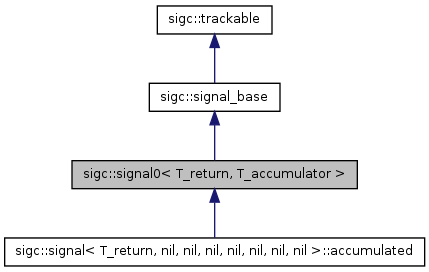 sigc::trackable
sigc::signal_base
sigc::signal0< T_return, T_accumulator >
sigc::signal< T_return, nil, nil, nil, nil, nil, nil, nil >::accumulated